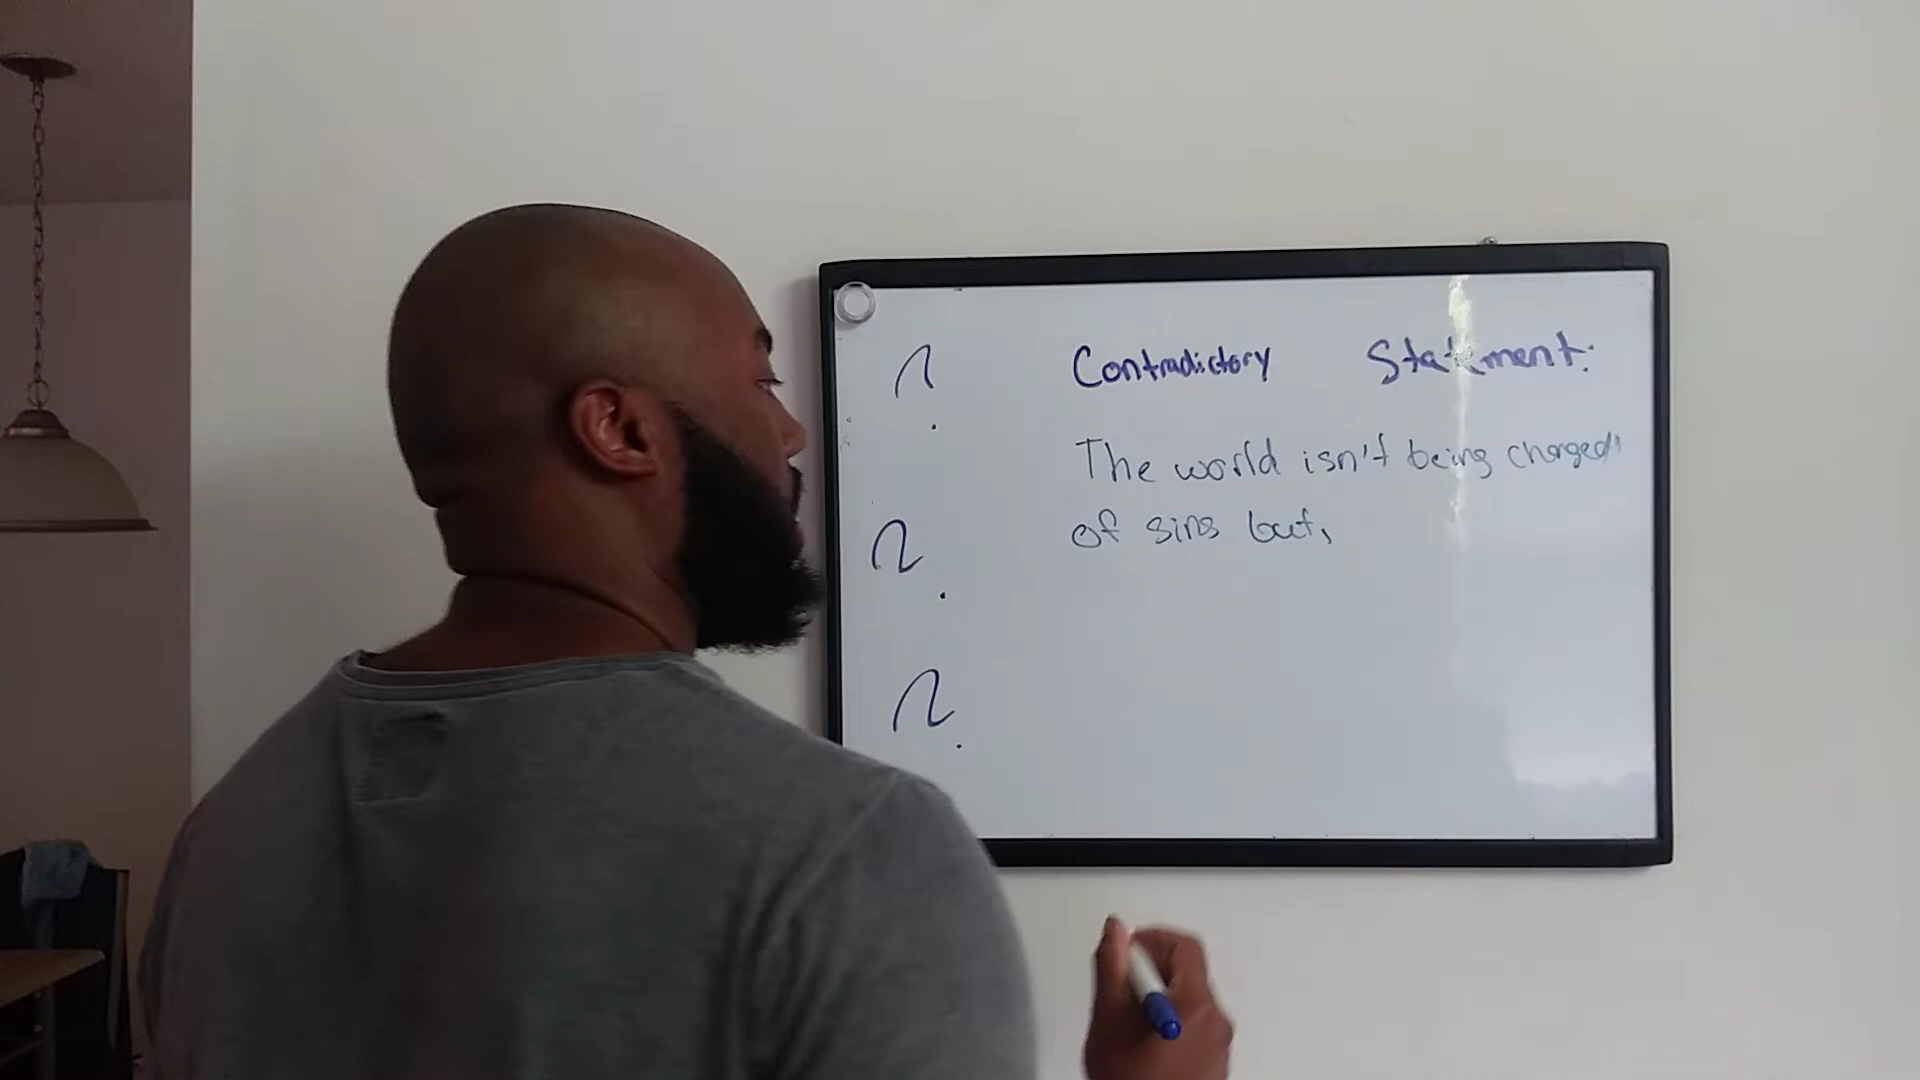 ? Contradictory Statement:
The world isn't being charged
? of sins but,
?